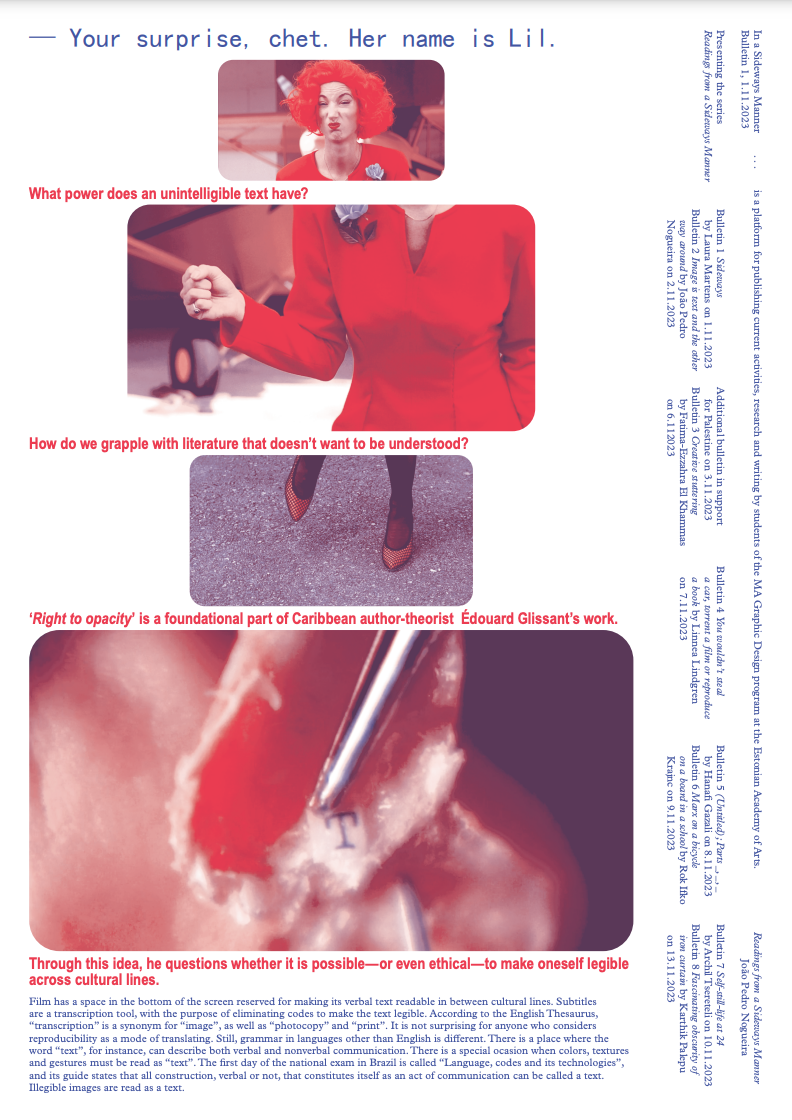 — Your surprise, chet. Her name is Lil.
What power does an unintelligible text have?
How do we grapple with literature that doesn’t want to be understood?
‘Right to opacity’ is a foundational part of Caribbean author-theorist Édouard Glissant’s work.
T
Through this idea, he questions whether it is possible—or even ethical—to make oneself legible
across cultural lines.
Film has a space in the bottom of the screen reserved for making its verbal text readable in between cultural lines. Subtitles
are a transcription tool, with the purpose of eliminating codes to make the text legible. According to the English Thesaurus,
“transcription” is a synonym for “image”, as well as “photocopy” and “print”. It is not surprising for anyone who considers
reproducibility as a mode of translating. Still, grammar in languages other than English is different. There is a place where the
word “text”, for instance, can describe both verbal and nonverbal communication. There is a special ocasion when colors, textures
and gestures must be read as “text”. The first day of the national exam in Brazil is called “Language, codes and its technologies”,
and its guide states that all construction, verbal or not, that constitutes itself as an act of communication can be called a text.
Illegible images are read as a text.
In a Sideways Manner ... is a platform for publishing current activities, research and writing by students of the MA Graphic Design program at the Estonian Academy of Arts.
Bulletin 1, 1.11.2023
Readings from a Sideways Manner
João Pedro Nogueira
Presenting the series
Readings from a Sideways Manner
Bulletin 1 Sideways
by Laura Martens on 1.11.2023
Bulletin 2 Image is text and the other
way around by João Pedro
Nogueira on 2.11.2023
Additional bulletin in support
for Palestine on 3.11.2023
Bulletin 3 Creative stuttering
by Fatima-Ezzahra El Khammas
on 6.112023
Bulletin 4 You wouldn’t steal
a car, torrent a film or reproduce
a book by Linnea Lindgren
on 7.11.2023
Bulletin 5 (Untitled); Parts
by Hanafi Gazali on 8.11.2023
Bulletin 6 Marx on a bicycle
on a board in a school by Rok Ifko
Krajnc on 9.11.2023
Bulletin 7 Self-still-life at 24
by Archil Tsereteli on 10.11.2023
Bulletin 8 Fascinating obscurity of
iron curtain by Karthik Palepu
on 13.11.2023